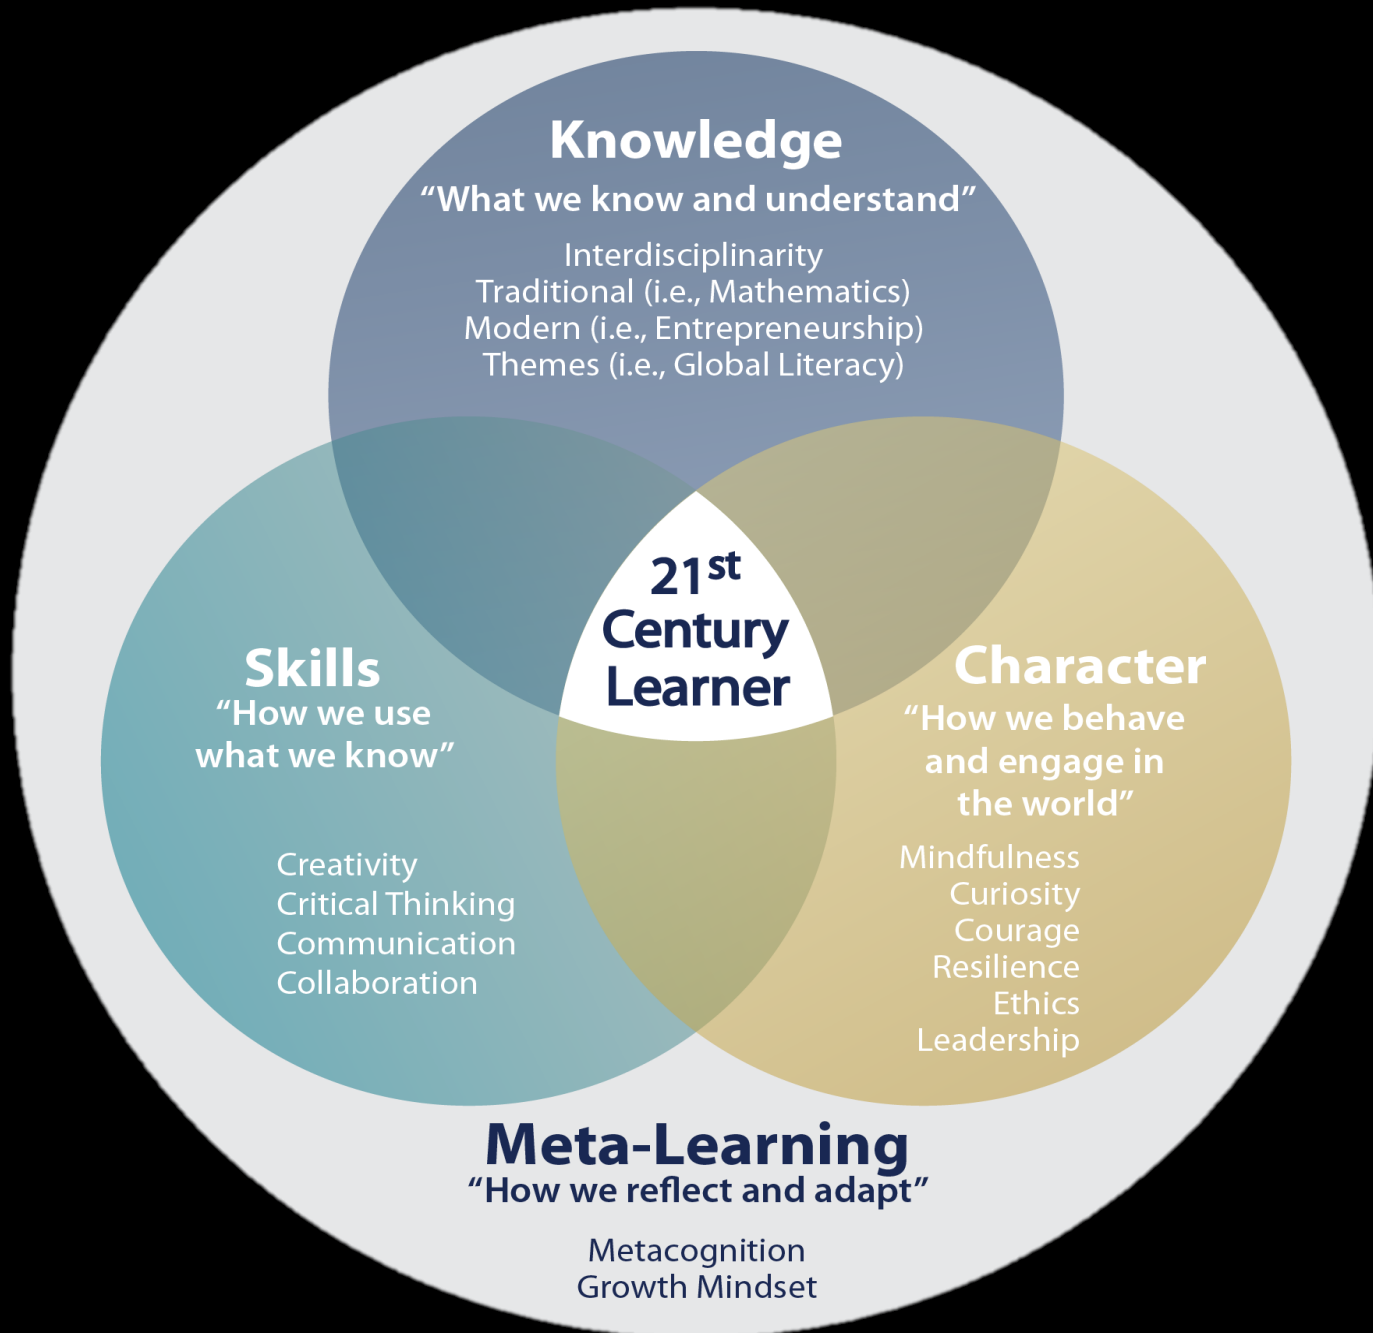 Knowledge
“What we know and understand”
Interdisciplinarity
Traditional (i.e., Mathematics)
Modern (i.e., Entrepreneurship)
Themes (i.e., Global Literacy)
21st
Century
Learner
Skills
“How we use
what we know”
Creativity
Critical Thinking
Communication
Collaboration
Character
“How we behave
and engage in
the world”
Mindfulness
Curiosity
Courage
Resilience
Ethics
Leadership
Meta-Learning
“How we reflect and adapt”
Metacognition
Growth Mindset